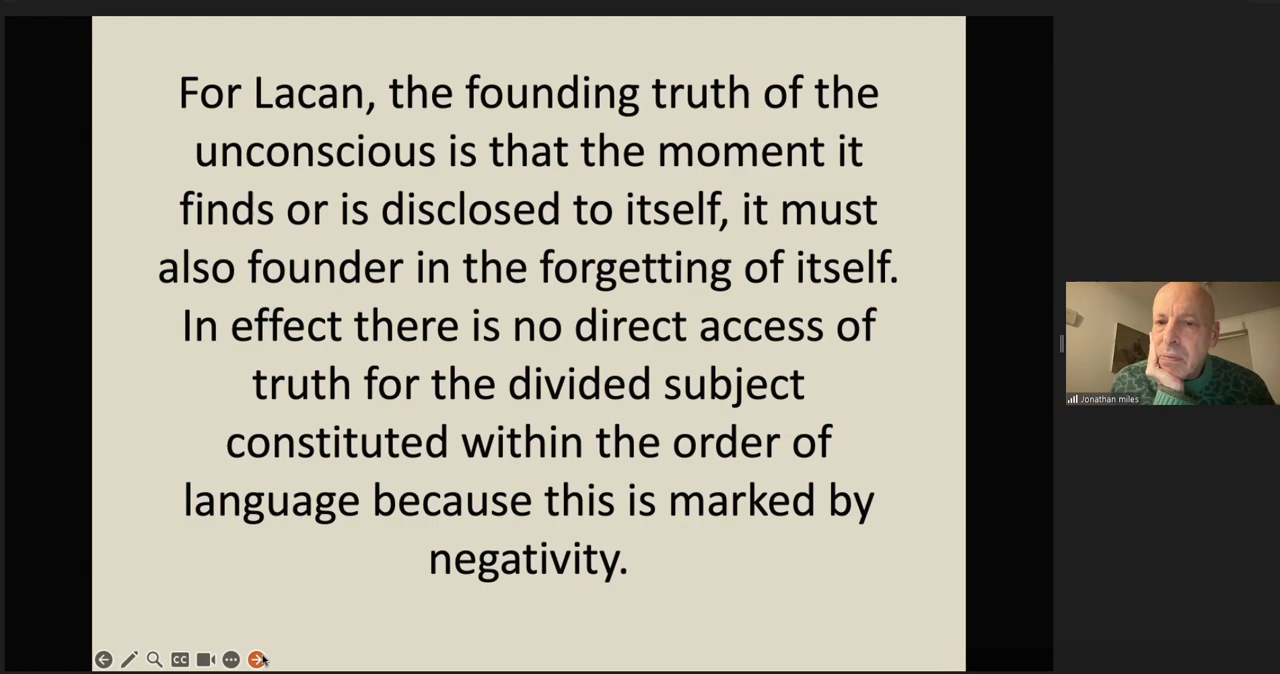 For Lacan, the founding truth of the
unconscious is that the moment it
finds or is disclosed to itself, it must
also founder in the forgetting of itself.
In effect there is no direct access of
truth for the divided subject
constituted within the order of
language because this is marked by
negativity.
Jonathan miles
CC